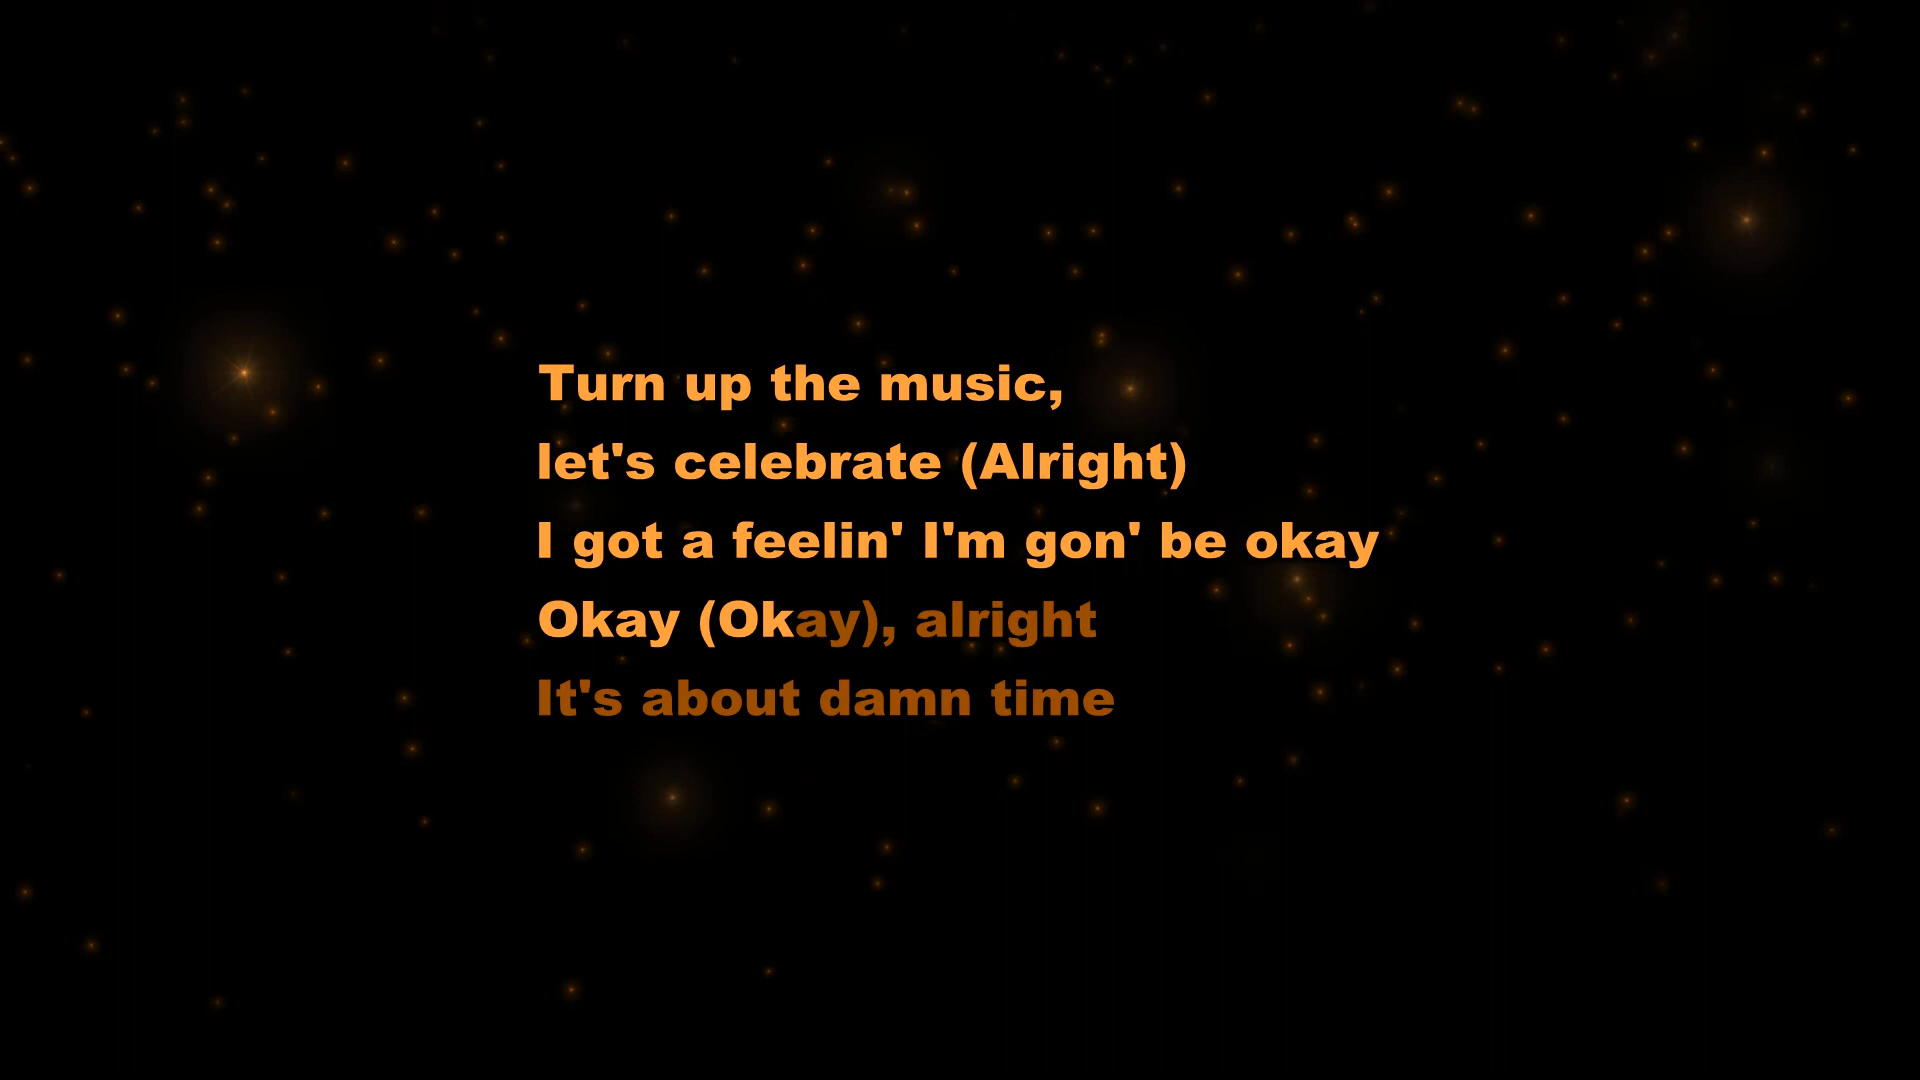 Turn up the music,
let's celebrate (Alright)
I got a feelin' I'm gon' be okay
Okay (Okay), alright
It's about damn time